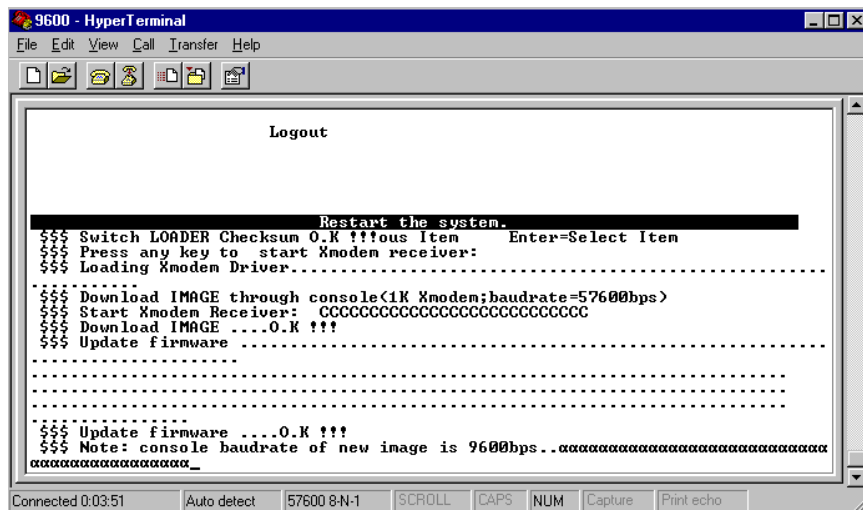 9600 - HyperTerminal
File Edit View Call Transfer Help
Logout
Restart the system.
$$$ Switch LOADER Checksum O.K !!!ous Item     Enter=Select Item
$$$ Press any key to  start Xmodem receiver:
$$$ Loading Xmodem Driver......................................................
...........
$$$ Download IMAGE through console(1K Xmodem;baudrate=57600bps)
$$$ Start Xmodem Receiver:  CCCCCCCCCCCCCCCCCCCCCCCCCCC
$$$ Download IMAGE ....O.K !!!
$$$ Update firmware ...........................................................
.....................
.............................................................................
.............................................................................
.............................................................................
................
$$$ Update firmware ....O.K !!!
$$$ Note: console baudrate of new image is 9600bps..ααααααααααααααααααααααααααα
αααααααααααααααα_
Connected 0:03:51 Auto detect 57600 8-N-1 SCROLL CAPS NUM Capture Print echo